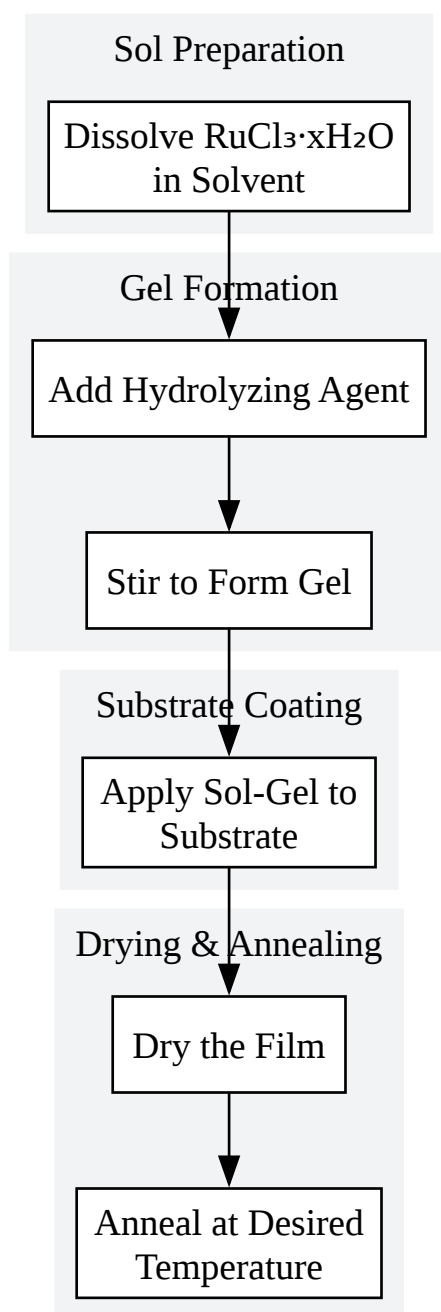 Sol Preparation
Dissolve RuCl₃·xH₂O
in Solvent
Gel Formation
Add Hydrolyzing Agent
Stir to Form Gel
Substrate Coating
Apply Sol-Gel to
Substrate
Drying & Annealing
Dry the Film
Anneal at Desired
Temperature